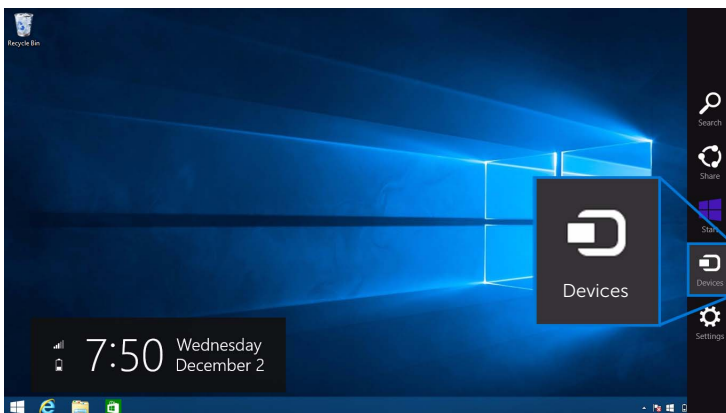 Recycle Bin
Search
Share
Start
Devices
Devices
Settings
7:50
Wednesday
December 2